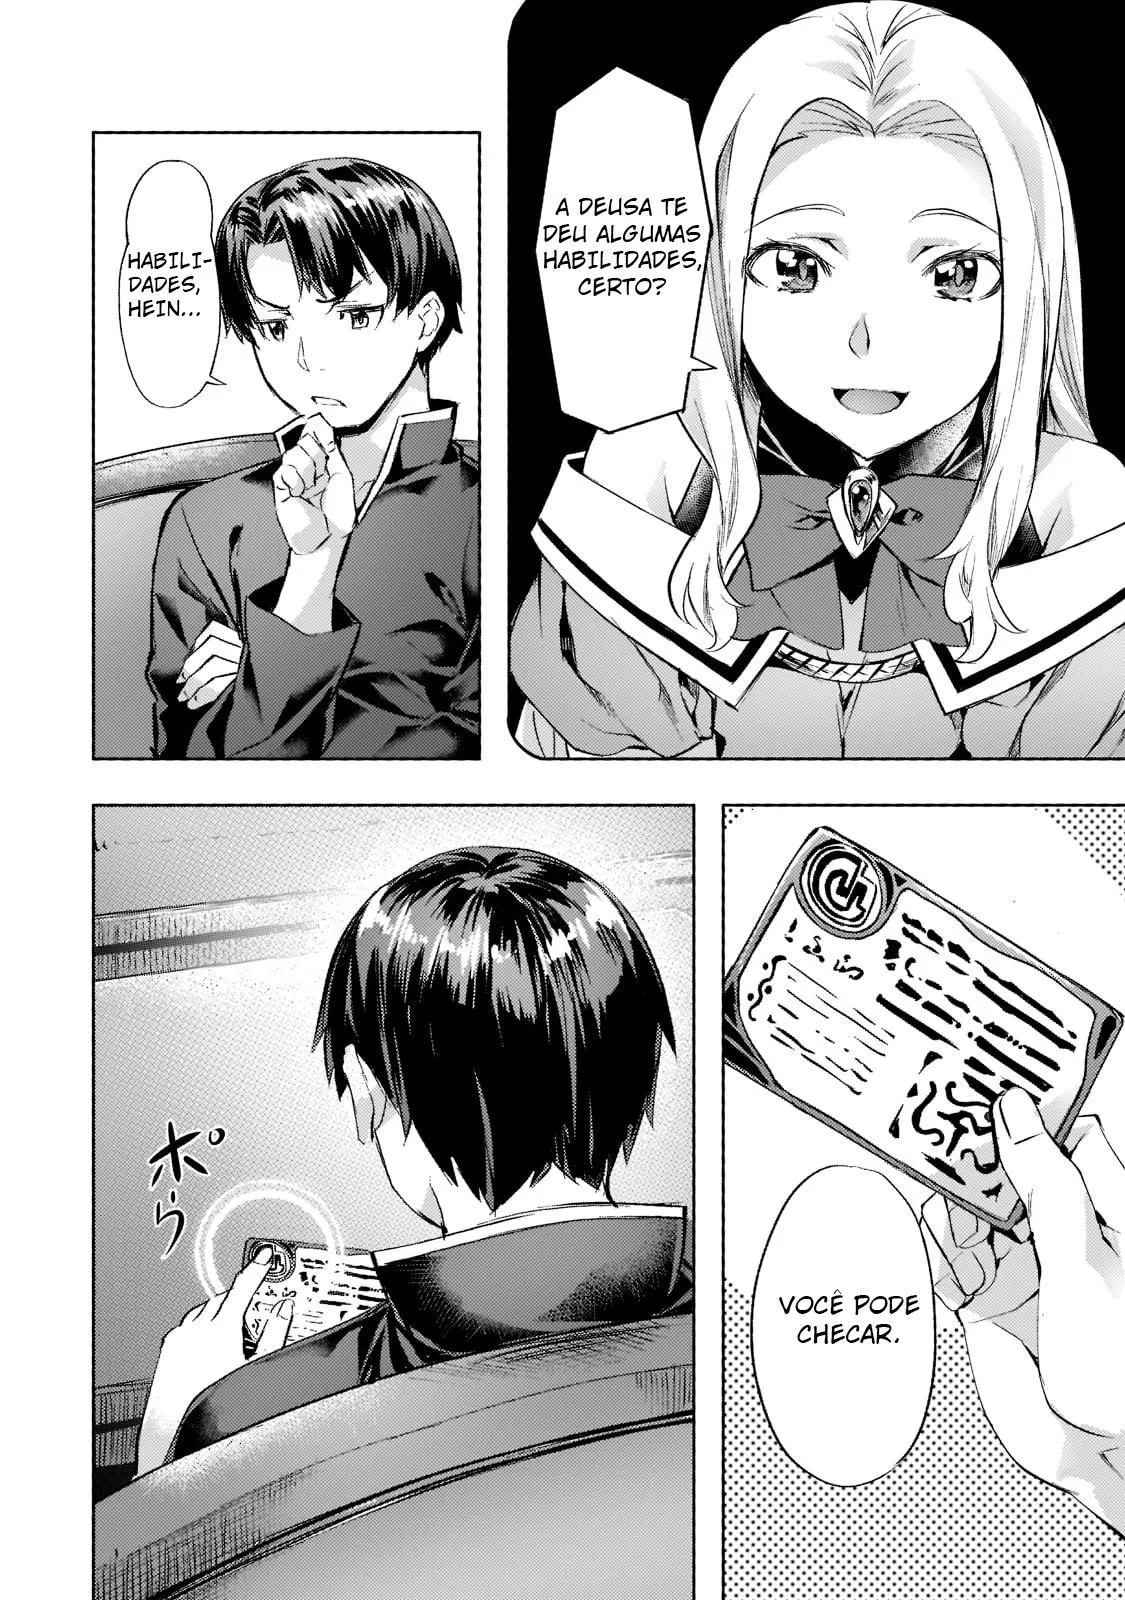 A DEUSA TE
DEU ALGUMAS
HABILIDADES,
CERTO?
HABILI-
DADES,
HEIN...
VOCÊ PODE
CHECAR.
ポら